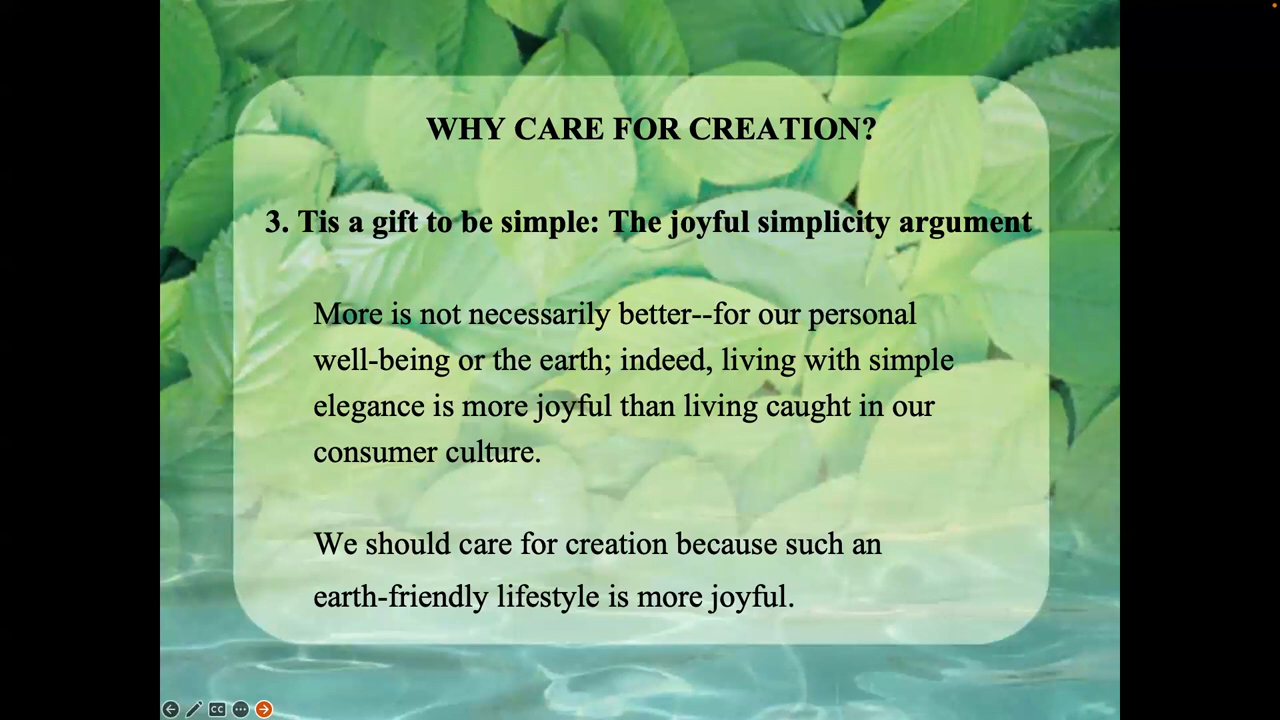 WHY CARE FOR CREATION?
3. Tis a gift to be simple: The joyful simplicity argument
More is not necessarily better--for our personal
well-being or the earth; indeed, living with simple
elegance is more joyful than living caught in our
consumer culture.
We should care for creation because such an
earth-friendly lifestyle is more joyful.
CC